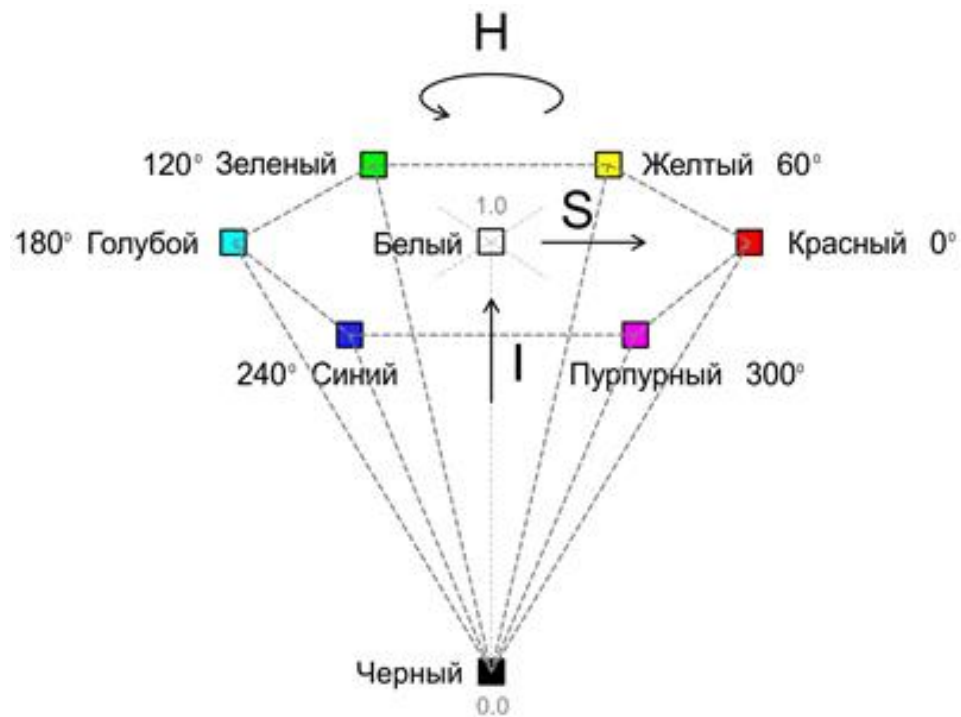 H
120° Зеленый
Желтый 60°
1.0
S
180° Голубой
Белый
Красный 0°
I
240° Синий
Пурпурный 300°
Черный
0.0